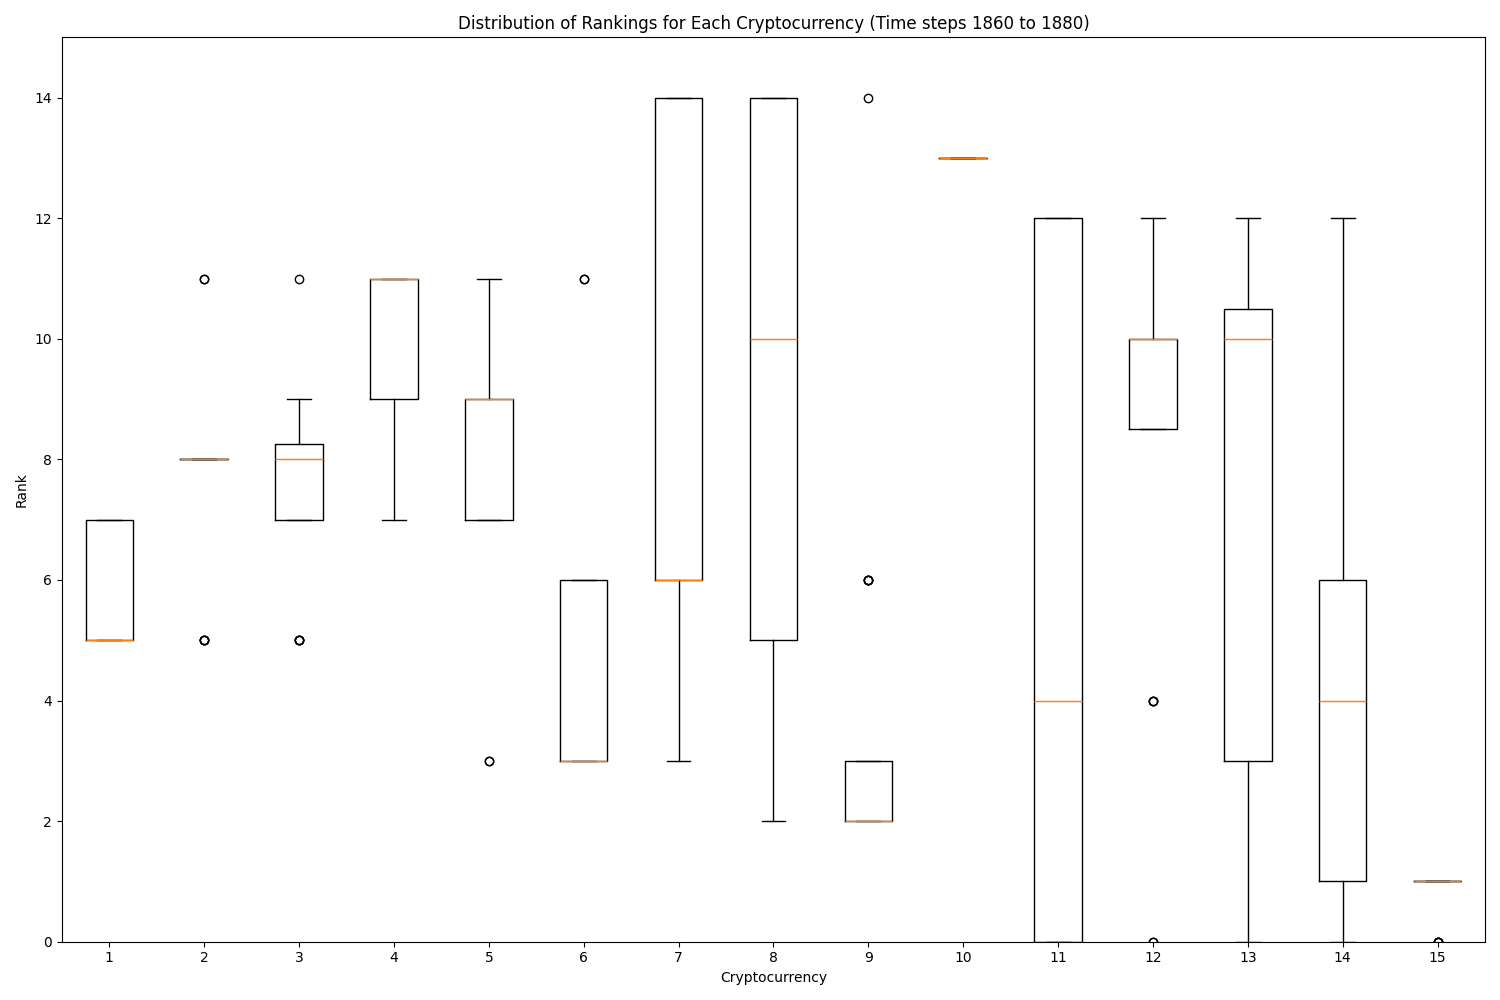 Distribution of Rankings for Each Cryptocurrency (Time steps 1860 to 1880)
14
12
10
8
6
4
2
0
Rank
1 2 3 4 5 6 7 8 9 10 11 12 13 14 15
Cryptocurrency